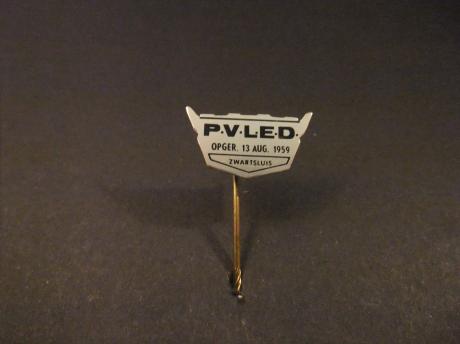 P.V.L.E.D.
OPGER. 13 AUG. 1959
ZWARTSLUIS